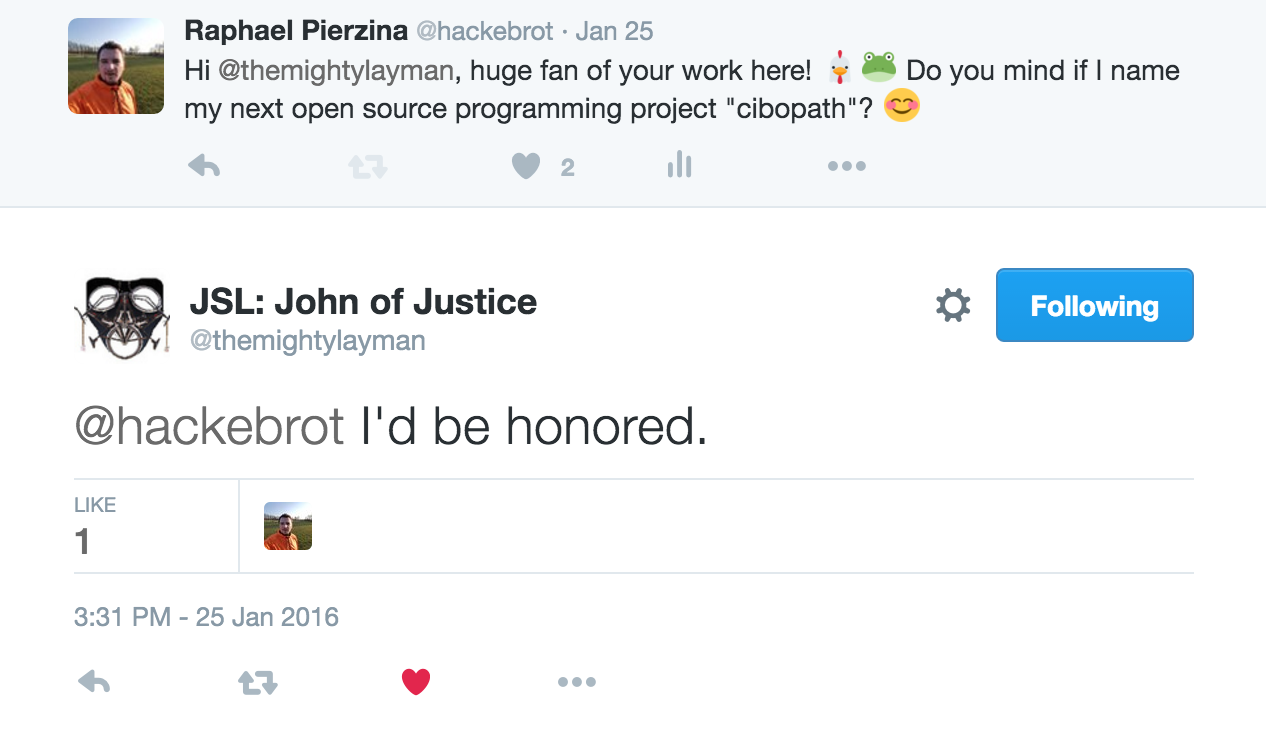 Raphael Pierzina @hackebrot · Jan 25
Hi @themightylayman, huge fan of your work here! 🐔 🐸 Do you mind if I name
my next open source programming project "cibopath"? 😊
2
JSL: John of Justice
@themightylayman
Following
@hackebrot I'd be honored.
LIKE
1
3:31 PM - 25 Jan 2016